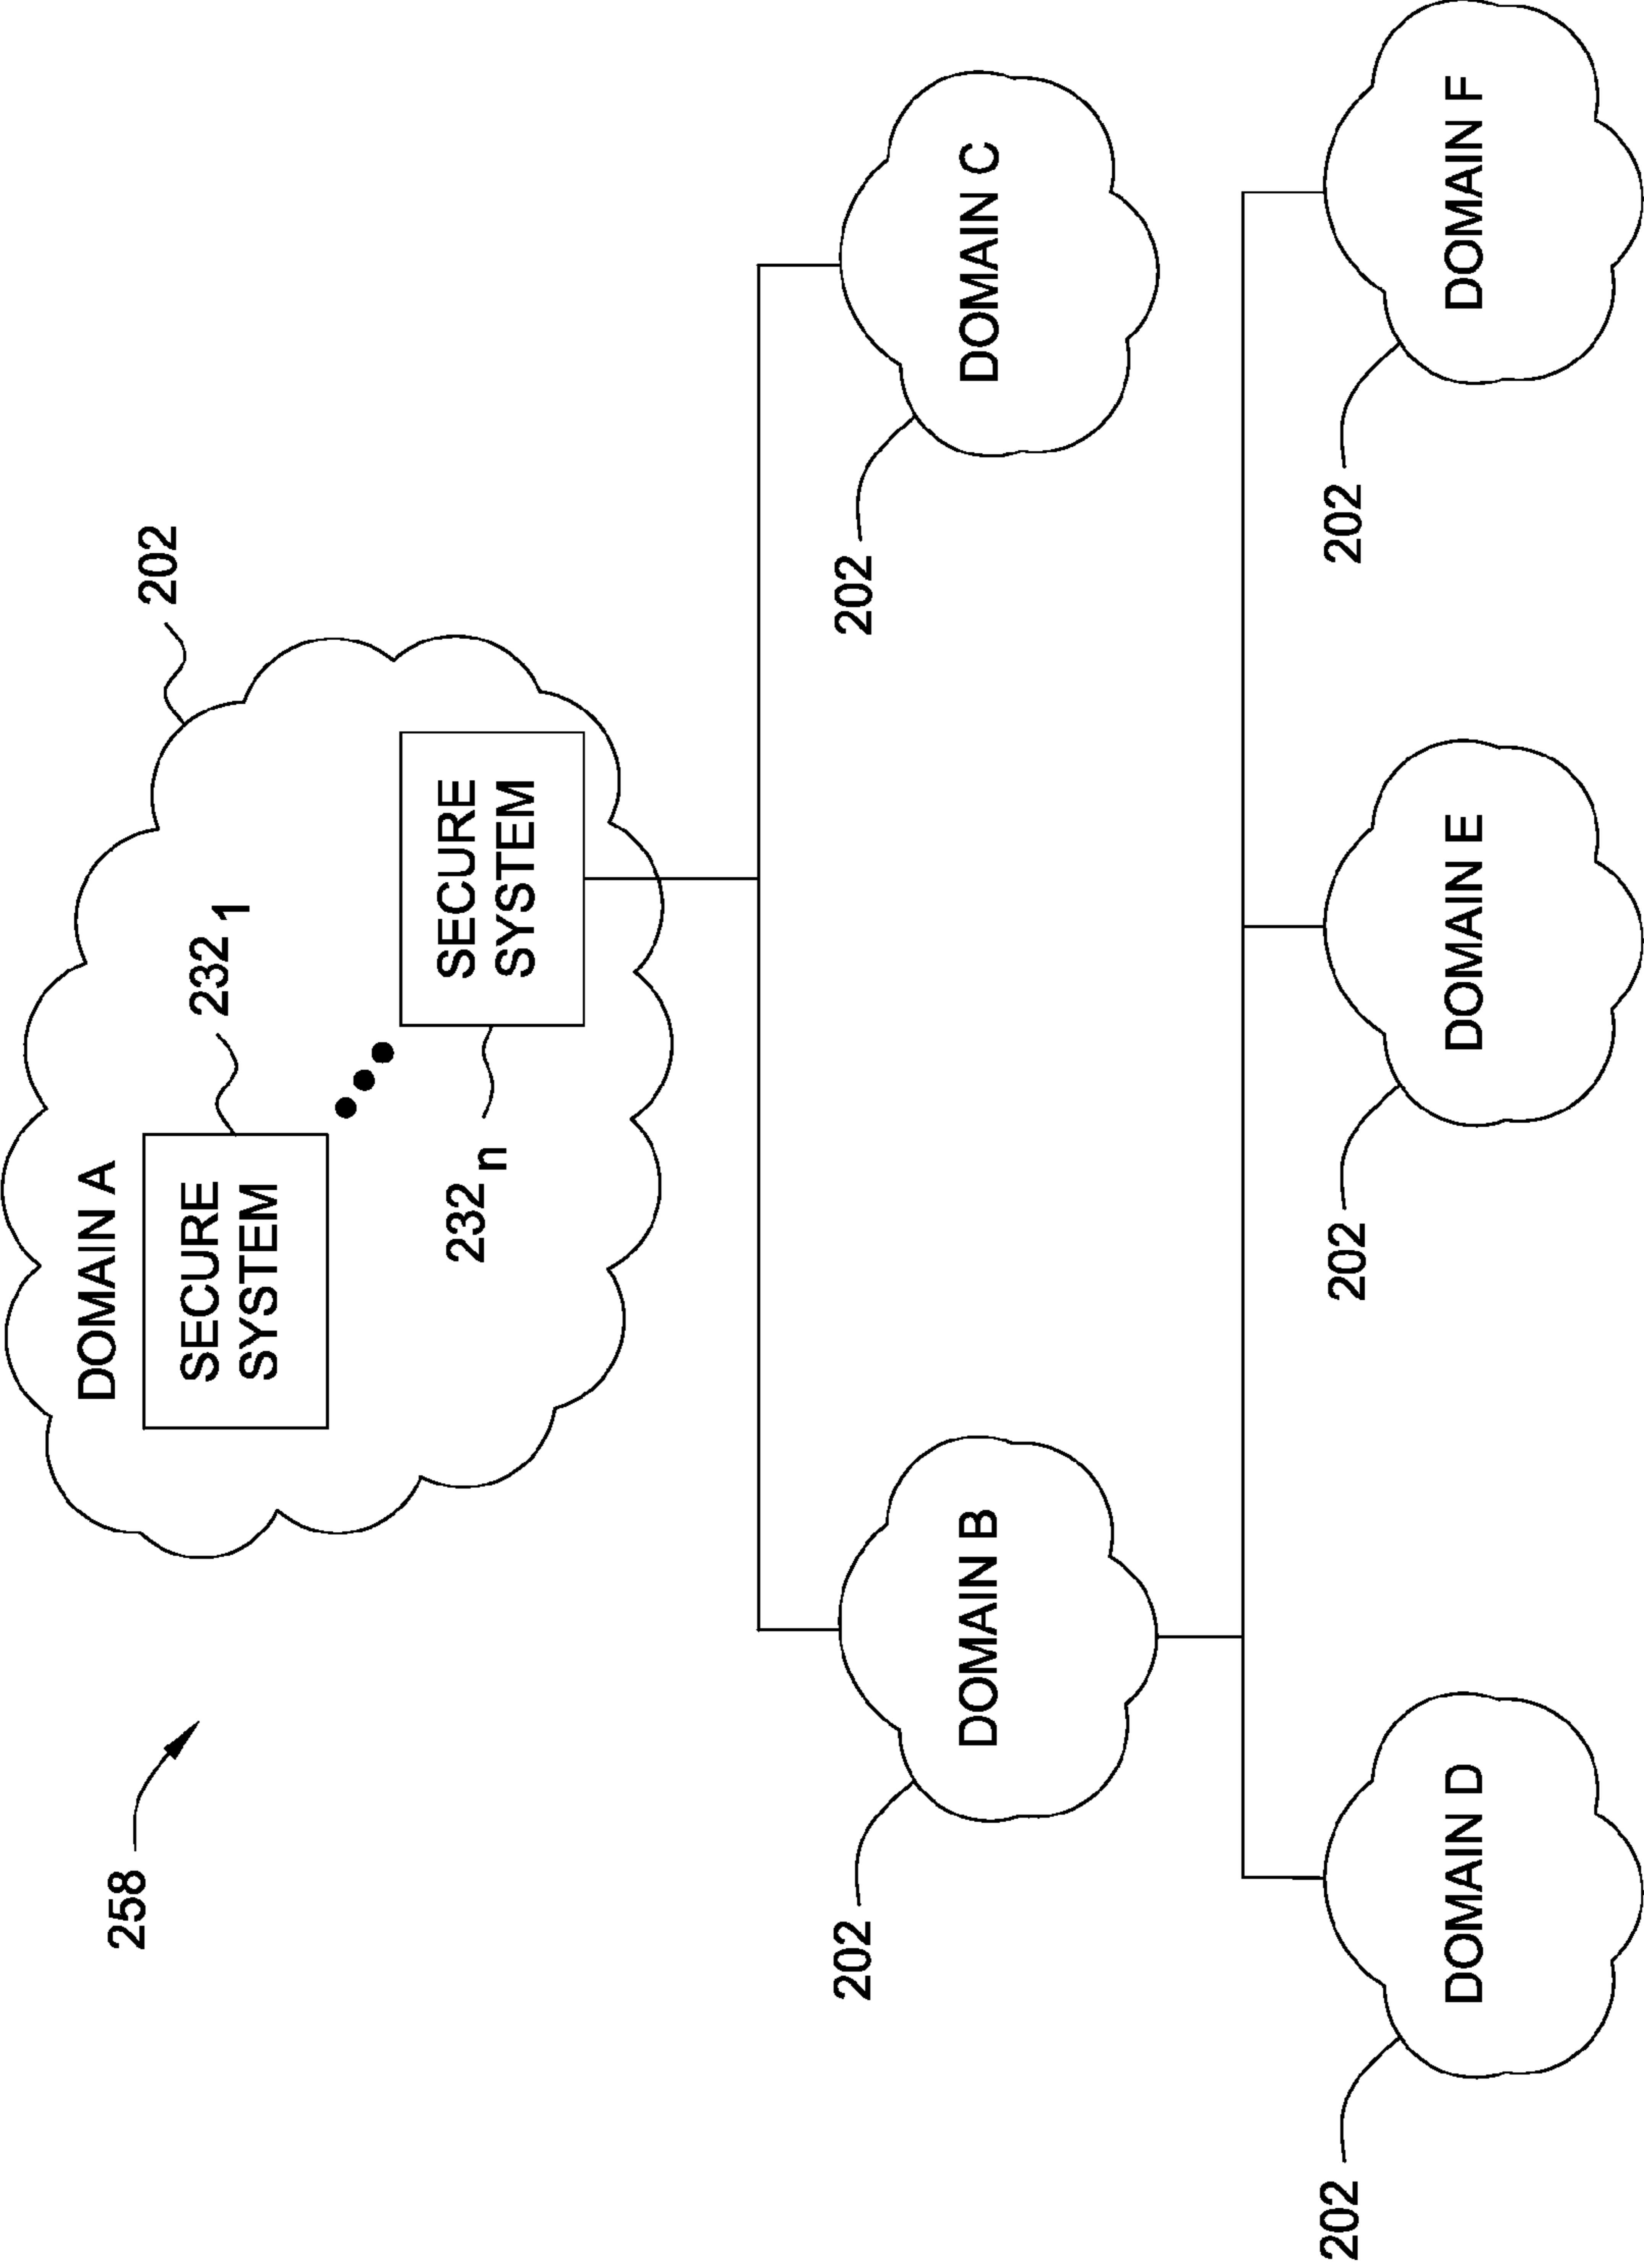 258
202
DOMAIN A
SECURE
SYSTEM
232 1
SECURE
SYSTEM
232 n
202
DOMAIN B
202
DOMAIN C
202
DOMAIN D
202
DOMAIN E
202
DOMAIN F